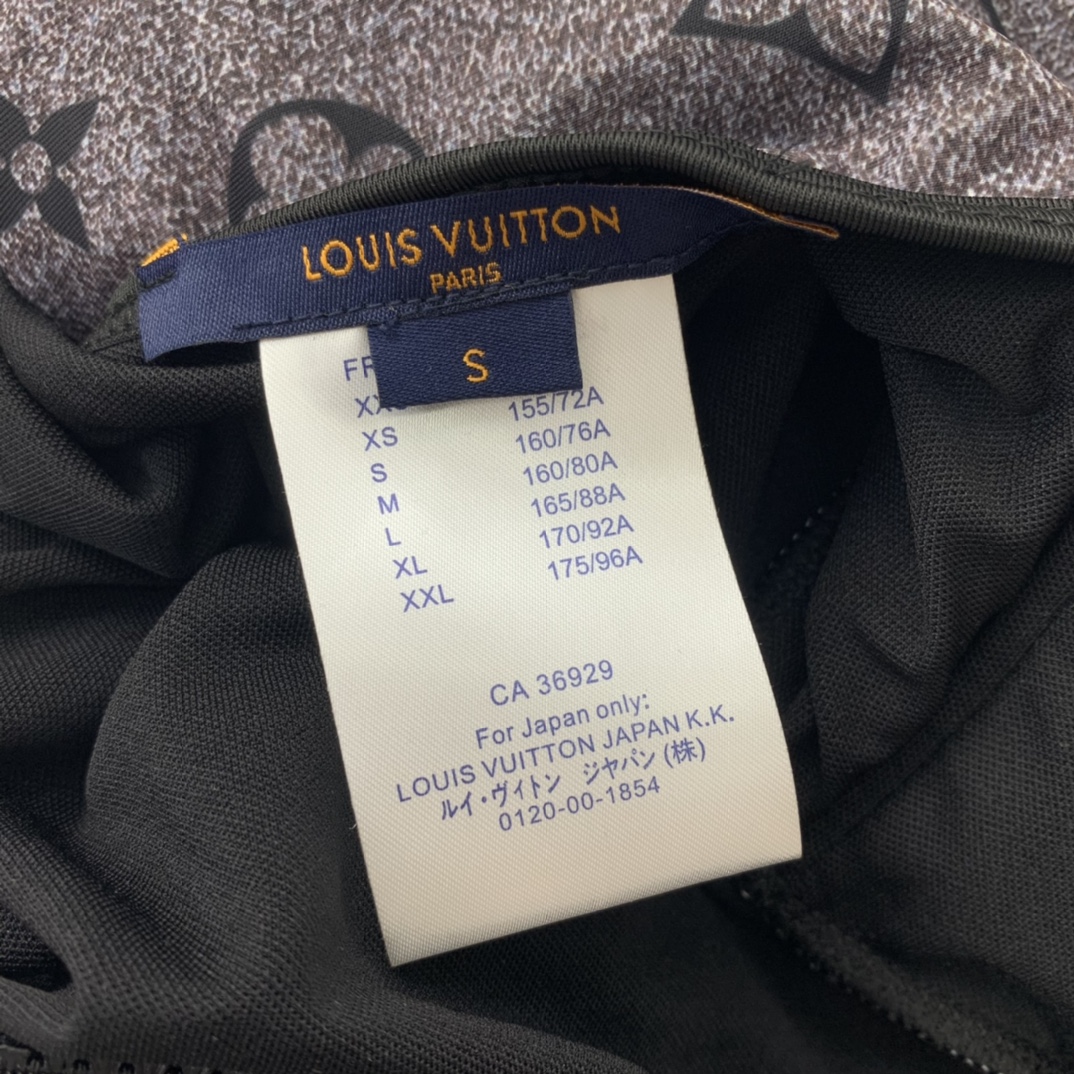 LOUIS VUITTON
PARIS
S
FR
155/72A
XS 160/76A
S 160/80A
M 165/88A
L 170/92A
XL 175/96A
XXL
CA 36929
For Japan only:
LOUIS VUITTON JAPAN K.K.
ルイ・ヴィトン ジャパン (株)
0120-00-1854